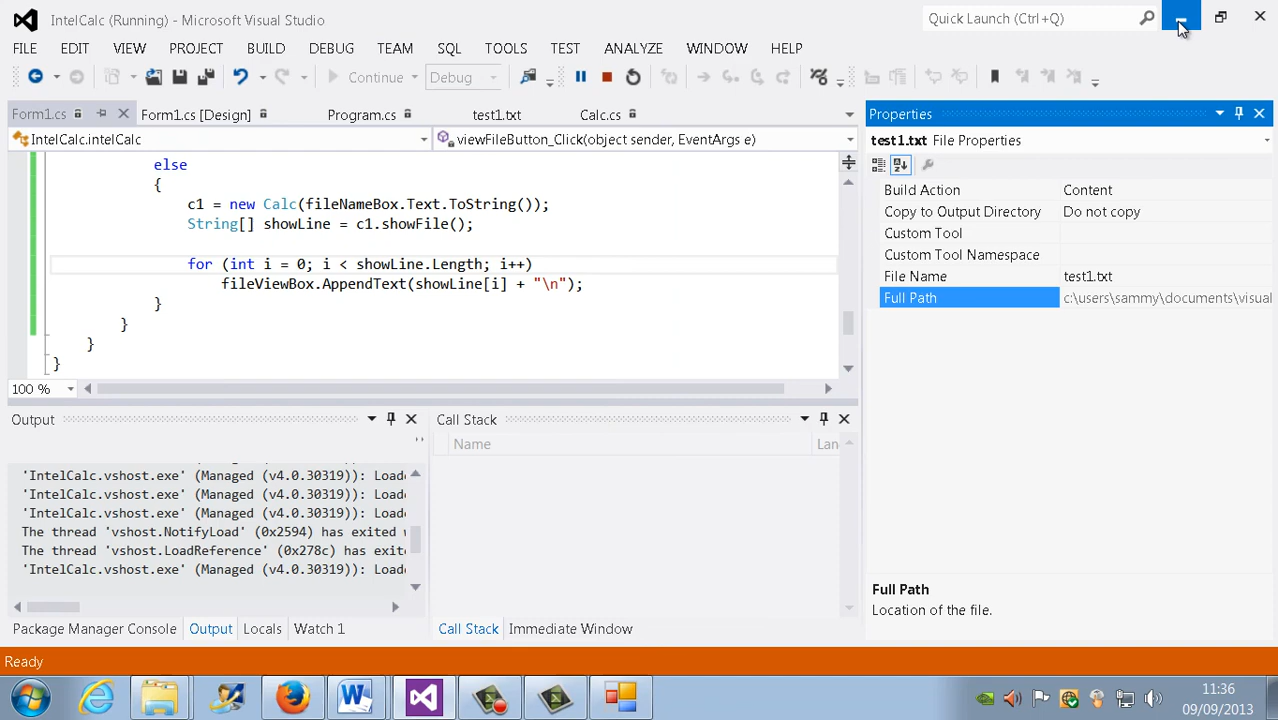 IntelCalc (Running) - Microsoft Visual Studio
Quick Launch (Ctrl+Q)
FILE EDIT VIEW PROJECT BUILD DEBUG TEAM SQL TOOLS TEST ANALYZE WINDOW HELP
Continue Debug
Form1.cs Form1.cs [Design] Program.cs test1.txt Calc.cs
IntelCalc.intelCalc viewFileButton_Click(object sender, EventArgs e)
else
{
c1 = new Calc(fileNameBox.Text.ToString());
String[] showLine = c1.showFile();
for (int i = 0; i < showLine.Length; i++)
fileViewBox.AppendText(showLine[i] + "\n");
}
}
}
}
100 %
Output
'IntelCalc.vshost.exe' (Managed (v4.0.30319)): Loade
'IntelCalc.vshost.exe' (Managed (v4.0.30319)): Loade
'IntelCalc.vshost.exe' (Managed (v4.0.30319)): Loade
The thread 'vshost.NotifyLoad' (0x2594) has exited w
The thread 'vshost.LoadReference' (0x278c) has exite
'IntelCalc.vshost.exe' (Managed (v4.0.30319)): Loade
Package Manager Console Output Locals Watch 1
Call Stack
Name Lan
Call Stack Immediate Window
Properties
test1.txt File Properties
Build Action Content
Copy to Output Directory Do not copy
Custom Tool
Custom Tool Namespace
File Name test1.txt
Full Path c:\users\sammy\documents\visual
Full Path
Location of the file.
Ready
11:36
09/09/2013